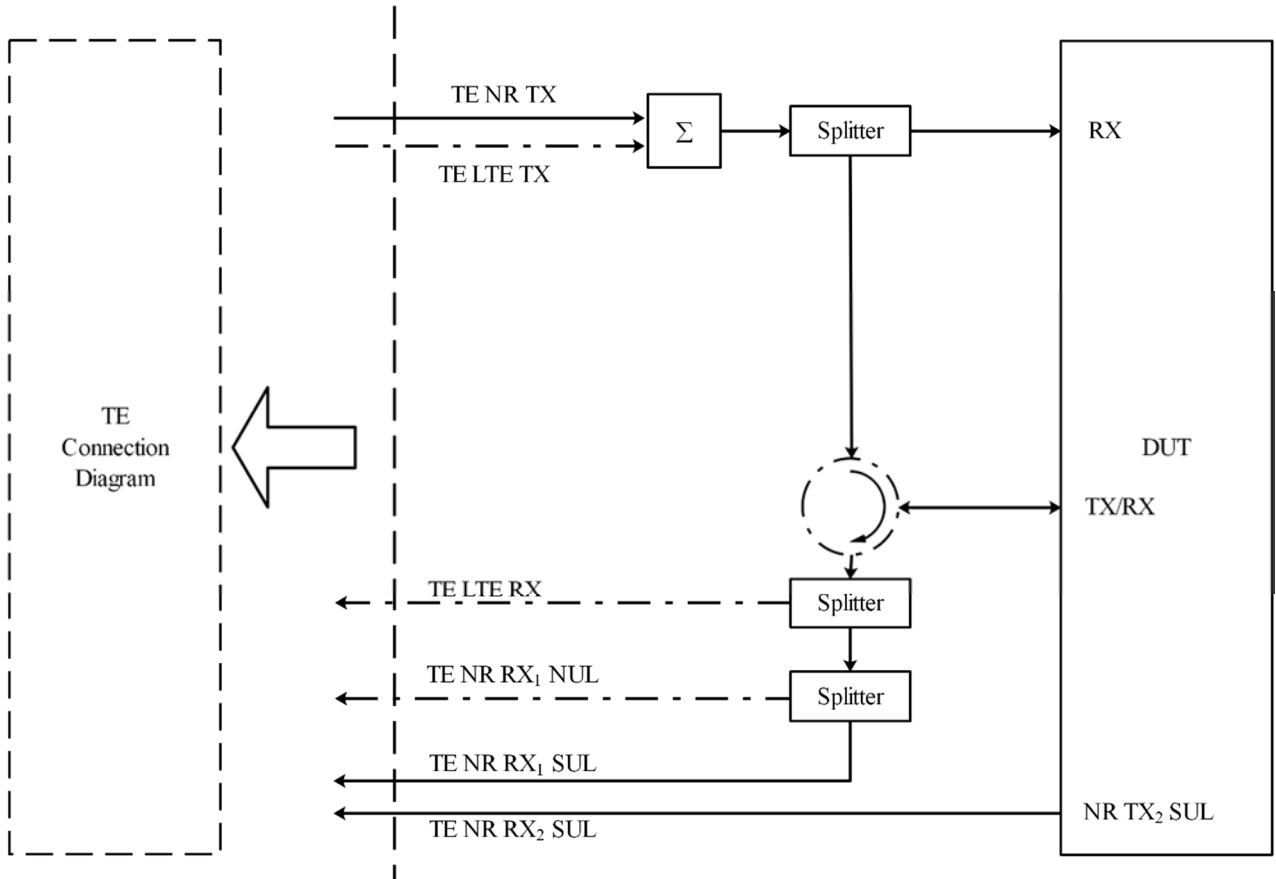 TE NR TX
TE LTE TX
Σ
Splitter
RX
TE
Connection
Diagram
DUT
TX/RX
TE LTE RX
Splitter
TE NR RX₁ NUL
Splitter
TE NR RX₁ SUL
TE NR RX₂ SUL
NR TX₂ SUL